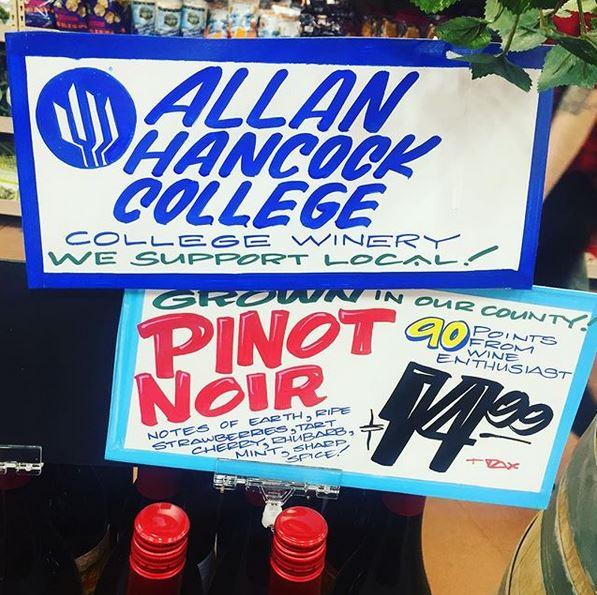 ALLAN
HANCOCK
COLLEGE
COLLEGE WINERY
WE SUPPORT LOCAL!
GROWN IN OUR COUNTY!
PINOT
NOIR
90 POINTS
FROM
WINE
ENTHUSIAST
NOTES OF EARTH, RIPE
STRAWBERRIES, TART
CHERRY, RHUBARB,
MINT, SHARP
SPICE!
$14.99
+TAX